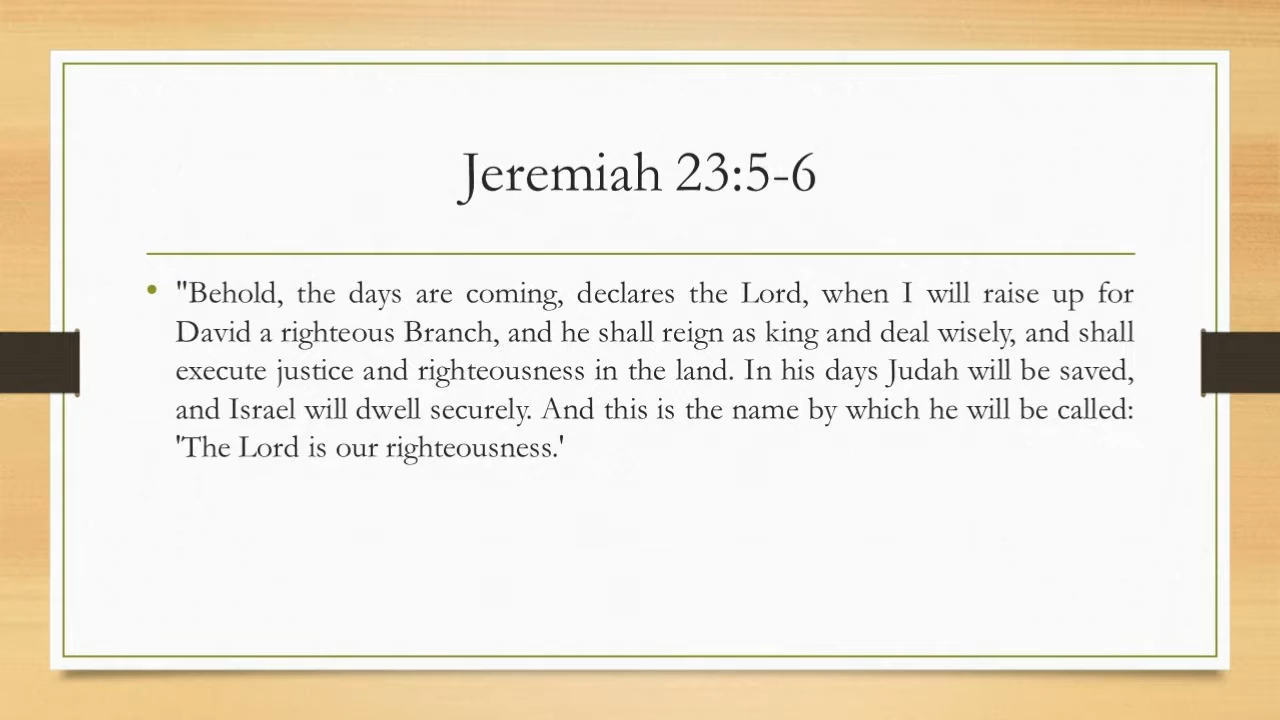 Jeremiah 23:5-6
• "Behold, the days are coming, declares the Lord, when I will raise up for
David a righteous Branch, and he shall reign as king and deal wisely, and shall
execute justice and righteousness in the land. In his days Judah will be saved,
and Israel will dwell securely. And this is the name by which he will be called:
'The Lord is our righteousness.'